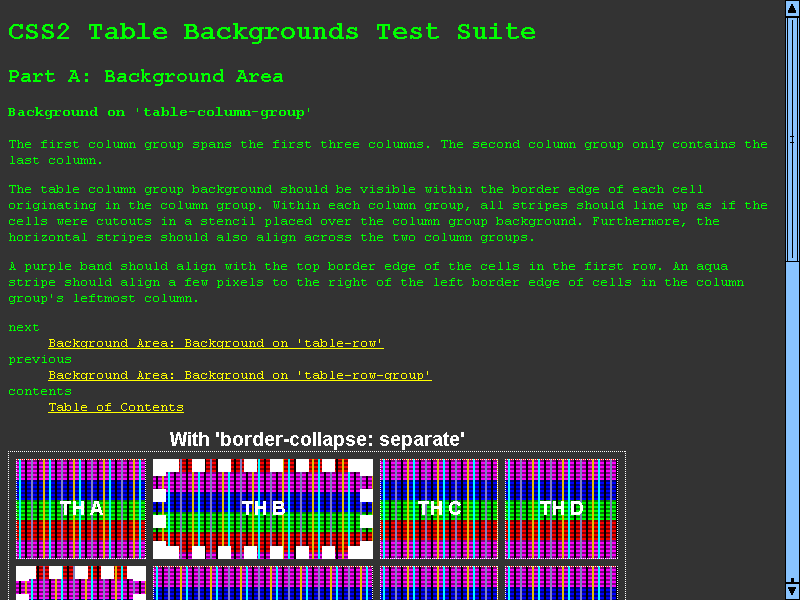 CSS2 Table Backgrounds Test Suite
Part A: Background Area
Background on 'table-column-group'
The first column group spans the first three columns. The second column group only contains the
last column.
The table column group background should be visible within the border edge of each cell
originating in the column group. Within each column group, all stripes should line up as if the
cells were cutouts in a stencil placed over the column group background. Furthermore, the
horizontal stripes should also align across the two column groups.
A purple band should align with the top border edge of the cells in the first row. An aqua
stripe should align a few pixels to the right of the left border edge of cells in the column
group's leftmost column.
next
Background Area: Background on 'table-row'
previous
Background Area: Background on 'table-row-group'
contents
Table of Contents
With 'border-collapse: separate'
TH A TH B TH C TH D